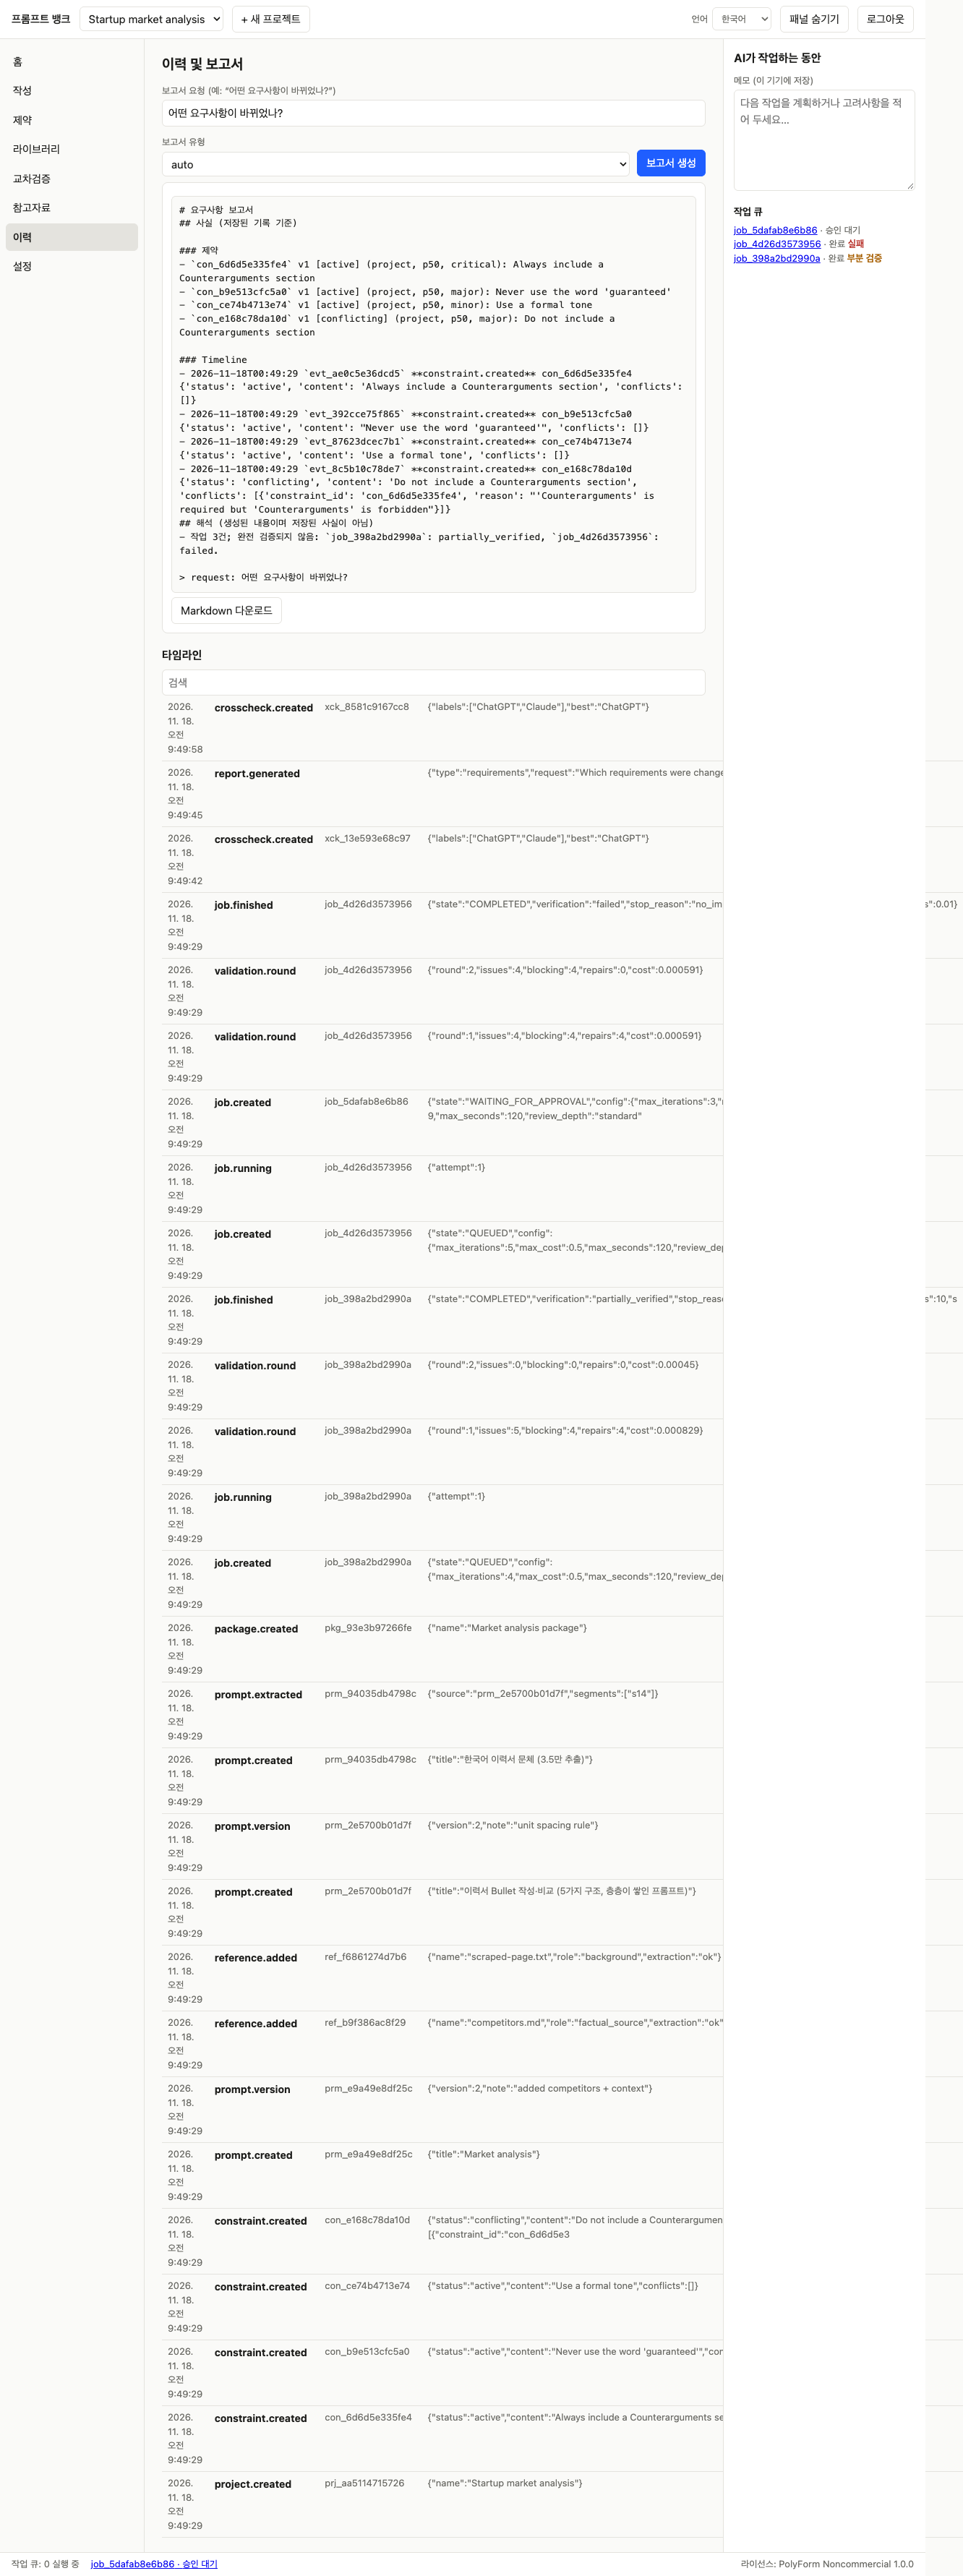 프롬프트 뱅크
Startup market analysis
+ 새 프로젝트
언어
한국어
패널 숨기기
로그아웃
홈
작성
제약
라이브러리
교차검증
참고자료
이력
설정
이력 및 보고서
보고서 요청 (예: “어떤 요구사항이 바뀌었나?”)
어떤 요구사항이 바뀌었나?
보고서 유형
auto
보고서 생성
# 요구사항 보고서
## 사실 (저장된 기록 기준)
### 제약
- `con_6d6d5e335fe4` v1 [active] (project, p50, critical): Always include a
Counterarguments section
- `con_b9e513cfc5a0` v1 [active] (project, p50, major): Never use the word 'guaranteed'
- `con_ce74b4713e74` v1 [active] (project, p50, minor): Use a formal tone
- `con_e168c78da10d` v1 [conflicting] (project, p50, major): Do not include a
Counterarguments section
### Timeline
- 2026-11-18T00:49:29 `evt_ae0c5e36dcd5` **constraint.created** con_6d6d5e335fe4
{'status': 'active', 'content': 'Always include a Counterarguments section', 'conflicts':
[]}
- 2026-11-18T00:49:29 `evt_392cce75f865` **constraint.created** con_b9e513cfc5a0
{'status': 'active', 'content': "Never use the word 'guaranteed'", 'conflicts': []}
- 2026-11-18T00:49:29 `evt_87623dcec7b1` **constraint.created** con_ce74b4713e74
{'status': 'active', 'content': 'Use a formal tone', 'conflicts': []}
- 2026-11-18T00:49:29 `evt_8c5b10c78de7` **constraint.created** con_e168c78da10d
{'status': 'conflicting', 'content': 'Do not include a Counterarguments section',
'conflicts': [{'constraint_id': 'con_6d6d5e335fe4', 'reason': "'Counterarguments' is
required but 'Counterarguments' is forbidden"}]}
## 해석 (생성된 내용이며 저장된 사실이 아님)
- 작업 3건; 완전 검증되지 않음: `job_398a2bd2990a`: partially_verified, `job_4d26d3573956`:
failed.
> request: 어떤 요구사항이 바뀌었나?
Markdown 다운로드
타임라인
검색
2026. 11. 18. 오전 9:49:58 crosscheck.created xck_8581c9167cc8 {"labels":["ChatGPT","Claude"],"best":"ChatGPT"}
2026. 11. 18. 오전 9:49:45 report.generated {"type":"requirements","request":"Which requirements were change
2026. 11. 18. 오전 9:49:42 crosscheck.created xck_13e593e68c97 {"labels":["ChatGPT","Claude"],"best":"ChatGPT"}
2026. 11. 18. 오전 9:49:29 job.finished job_4d26d3573956 {"state":"COMPLETED","verification":"failed","stop_reason":"no_im s":0.01}
2026. 11. 18. 오전 9:49:29 validation.round job_4d26d3573956 {"round":2,"issues":4,"blocking":4,"repairs":0,"cost":0.000591}
2026. 11. 18. 오전 9:49:29 validation.round job_4d26d3573956 {"round":1,"issues":4,"blocking":4,"repairs":4,"cost":0.000591}
2026. 11. 18. 오전 9:49:29 job.created job_5dafab8e6b86 {"state":"WAITING_FOR_APPROVAL","config":{"max_iterations":3,"
9,"max_seconds":120,"review_depth":"standard"
2026. 11. 18. 오전 9:49:29 job.running job_4d26d3573956 {"attempt":1}
2026. 11. 18. 오전 9:49:29 job.created job_4d26d3573956 {"state":"QUEUED","config":
{"max_iterations":5,"max_cost":0.5,"max_seconds":120,"review_dep
2026. 11. 18. 오전 9:49:29 job.finished job_398a2bd2990a {"state":"COMPLETED","verification":"partially_verified","stop_reaso s":10,"s
2026. 11. 18. 오전 9:49:29 validation.round job_398a2bd2990a {"round":2,"issues":0,"blocking":0,"repairs":0,"cost":0.00045}
2026. 11. 18. 오전 9:49:29 validation.round job_398a2bd2990a {"round":1,"issues":5,"blocking":4,"repairs":4,"cost":0.000829}
2026. 11. 18. 오전 9:49:29 job.running job_398a2bd2990a {"attempt":1}
2026. 11. 18. 오전 9:49:29 job.created job_398a2bd2990a {"state":"QUEUED","config":
{"max_iterations":4,"max_cost":0.5,"max_seconds":120,"review_dep
2026. 11. 18. 오전 9:49:29 package.created pkg_93e3b97266fe {"name":"Market analysis package"}
2026. 11. 18. 오전 9:49:29 prompt.extracted prm_94035db4798c {"source":"prm_2e5700b01d7f","segments":["s14"]}
2026. 11. 18. 오전 9:49:29 prompt.created prm_94035db4798c {"title":"한국어 이력서 문체 (3.5만 추출)"}
2026. 11. 18. 오전 9:49:29 prompt.version prm_2e5700b01d7f {"version":2,"note":"unit spacing rule"}
2026. 11. 18. 오전 9:49:29 prompt.created prm_2e5700b01d7f {"title":"이력서 Bullet 작성·비교 (5가지 구조, 층층이 쌓인 프롬프트)"}
2026. 11. 18. 오전 9:49:29 reference.added ref_f6861274d7b6 {"name":"scraped-page.txt","role":"background","extraction":"ok"}
2026. 11. 18. 오전 9:49:29 reference.added ref_b9f386ac8f29 {"name":"competitors.md","role":"factual_source","extraction":"ok"
2026. 11. 18. 오전 9:49:29 prompt.version prm_e9a49e8df25c {"version":2,"note":"added competitors + context"}
2026. 11. 18. 오전 9:49:29 prompt.created prm_e9a49e8df25c {"title":"Market analysis"}
2026. 11. 18. 오전 9:49:29 constraint.created con_e168c78da10d {"status":"conflicting","content":"Do not include a Counterargumen
[{"constraint_id":"con_6d6d5e3
2026. 11. 18. 오전 9:49:29 constraint.created con_ce74b4713e74 {"status":"active","content":"Use a formal tone","conflicts":[]}
2026. 11. 18. 오전 9:49:29 constraint.created con_b9e513cfc5a0 {"status":"active","content":"Never use the word 'guaranteed'","con
2026. 11. 18. 오전 9:49:29 constraint.created con_6d6d5e335fe4 {"status":"active","content":"Always include a Counterarguments se
2026. 11. 18. 오전 9:49:29 project.created prj_aa5114715726 {"name":"Startup market analysis"}
AI가 작업하는 동안
메모 (이 기기에 저장)
다음 작업을 계획하거나 고려사항을 적
어 두세요...
작업 큐
job_5dafab8e6b86 · 승인 대기
job_4d26d3573956 · 완료 실패
job_398a2bd2990a · 완료 부분 검증
작업 큐: 0 실행 중
job_5dafab8e6b86 · 승인 대기
라이선스: PolyForm Noncommercial 1.0.0